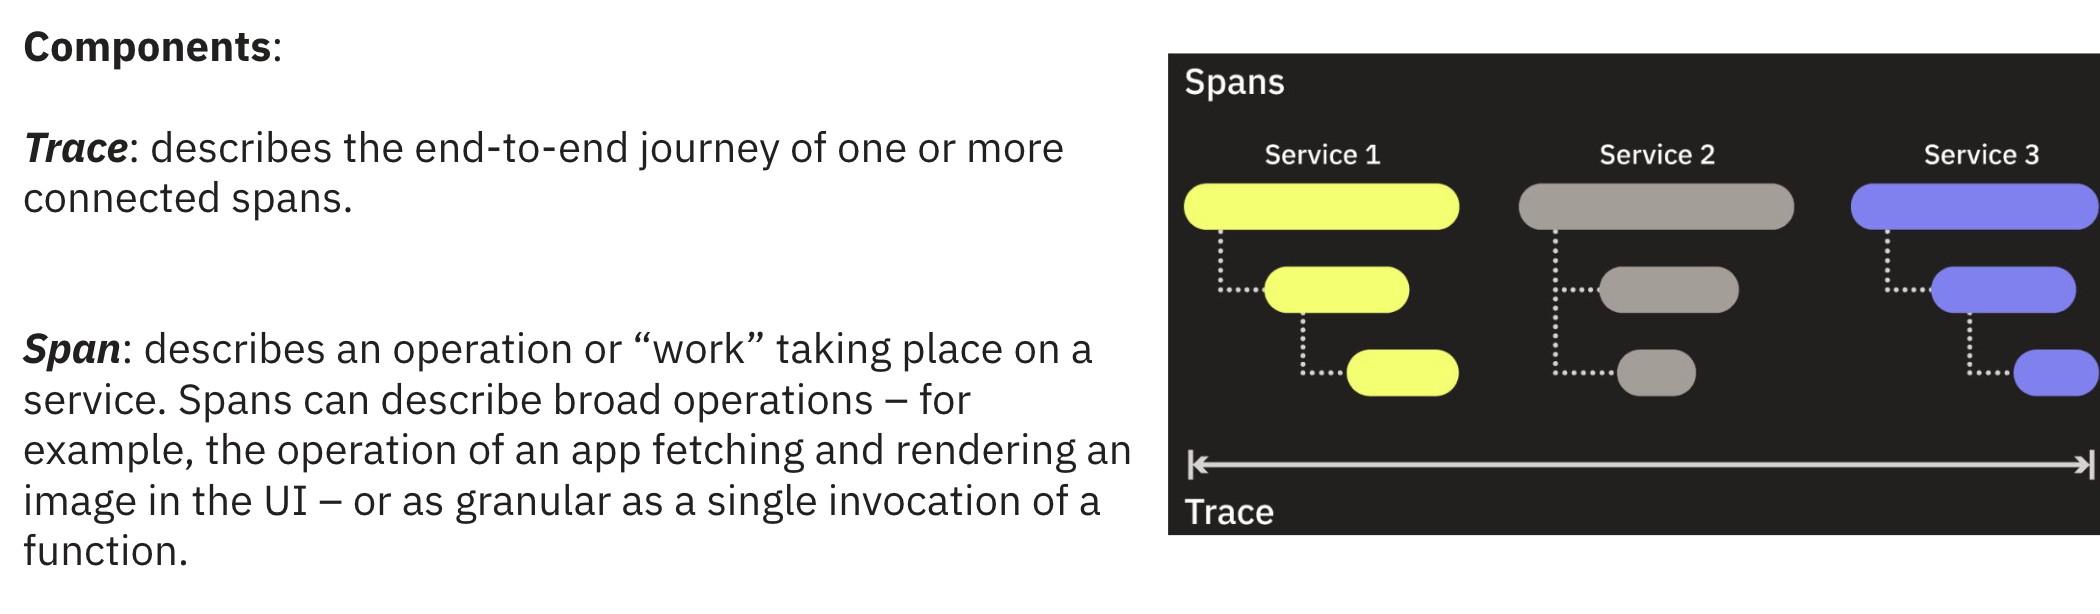 Components:
Trace: describes the end-to-end journey of one or more
connected spans.
Span: describes an operation or “work” taking place on a
service. Spans can describe broad operations – for
example, the operation of an app fetching and rendering an
image in the UI – or as granular as a single invocation of a
function.
Spans
Service 1
Service 2
Service 3
Trace